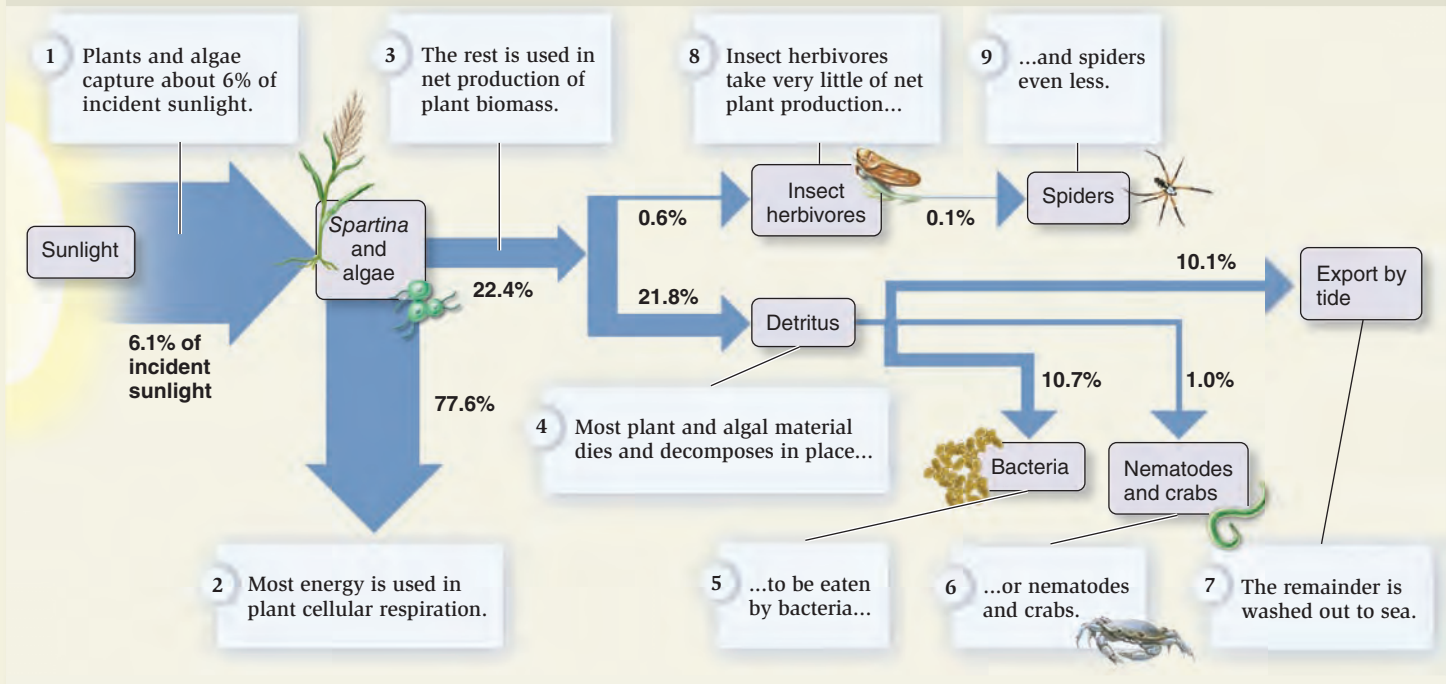 1 Plants and algae
capture about 6% of
incident sunlight.
3 The rest is used in
net production of
plant biomass.
8 Insect herbivores
take very little of net
plant production...
9 ...and spiders
even less.
Sunlight
6.1% of
incident
sunlight
Spartina
and
algae
22.4%
77.6%
0.6%
Insect
herbivores
0.1%
Spiders
21.8%
Detritus
10.1%
Export by
tide
10.7%
1.0%
4 Most plant and algal material
dies and decomposes in place...
Bacteria
Nematodes
and crabs
2 Most energy is used in
plant cellular respiration.
5 ...to be eaten
by bacteria...
6 ...or nematodes
and crabs.
7 The remainder is
washed out to sea.